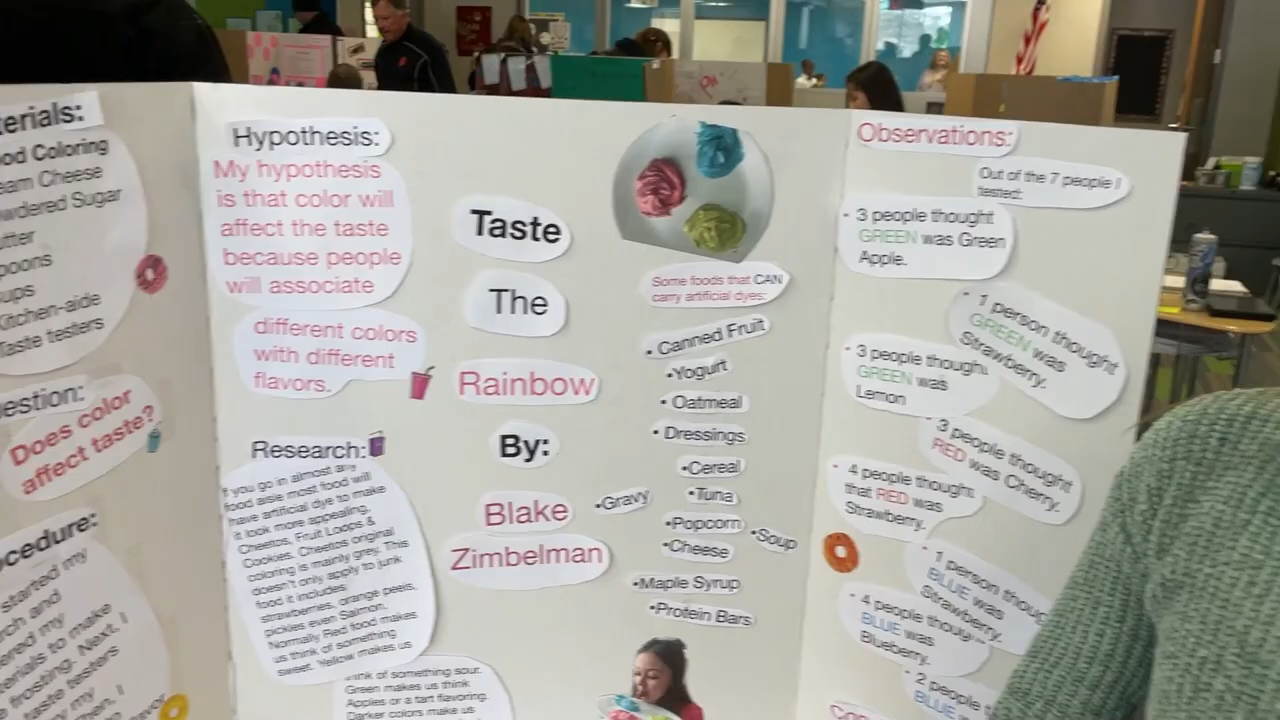 erials:
od Coloring
eam Cheese
wdered Sugar
utter
poons
ups
Kitchen-aide
Taste testers
estion:
Does color
affect taste?
ocedure:
started my
rch and
erred my
erials to make
frosting. Next, I
taste testers
my
men, I
Hypothesis:
My hypothesis
is that color will
affect the taste
because people
will associate
different colors
with different
flavors.
Research:
If you go in almost any
food aisle most food will
have artificial dye to make
it look more appealing.
Cheetos, Fruit Loops &
Cookies. Cheetos original
coloring is mainly grey. This
doesn't only apply to junk
food it includes:
strawberries, orange peels,
pickles even Salmon.
Normally Red food makes
us think of something
sweet. Yellow makes us
think of something sour.
Green makes us think
Apples or a tart flavoring.
Darker colors make us
Taste
The
Rainbow
By:
Blake
Zimbelman
Some foods that CAN
carry artificial dyes:
•Canned Fruit
•Yogurt
•Oatmeal
•Dressings
•Cereal
•Gravy
•Tuna
•Popcorn
•Soup
•Cheese
•Maple Syrup
•Protein Bars
Observations:
Out of the 7 people I
tested:
- 3 people thought
GREEN was Green
Apple.
- 1 person thought
GREEN was
Strawberry.
- 3 people though
GREEN was
Lemon
- 3 people thought
RED was Cherry.
- 4 people thought
that RED was
Strawberry.
- 1 person thoug
BLUE was
Strawberry.
- 4 people thought
BLUE was
Blueberry.
- 2 people
BLUE